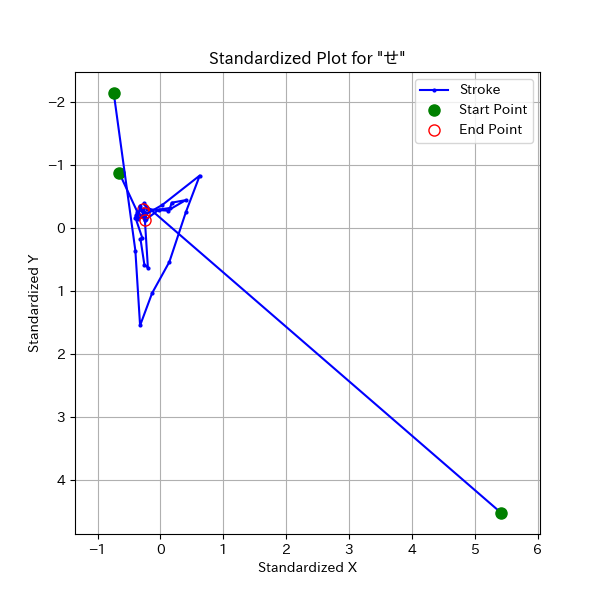 Standardized Plot for "せ"
Stroke
Start Point
End Point
Standardized Y
−2
−1
0
1
2
3
4
−1 0 1 2 3 4 5 6
Standardized X